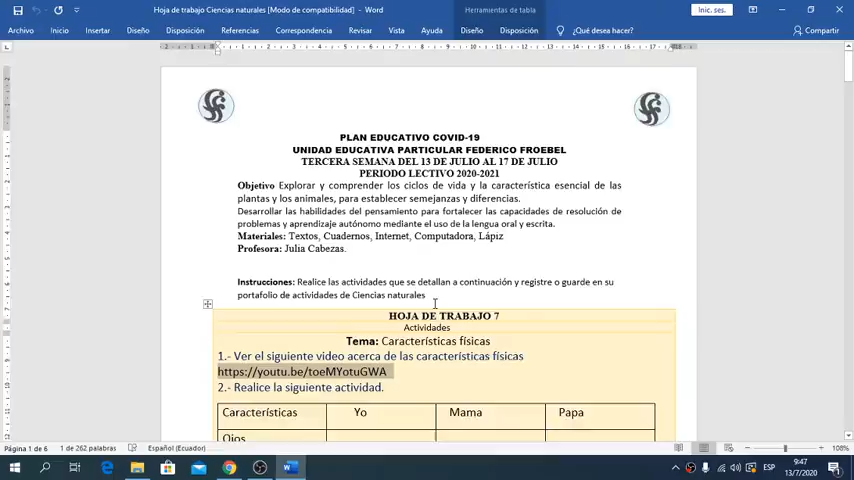 Hoja de trabajo Ciencias naturales [Modo de compatibilidad] - Word
Herramientas de tabla
Inic. ses.
Archivo Inicio Insertar Diseño Disposición Referencias Correspondencia Revisar Vista Ayuda Diseño Disposición ¿Qué desea hacer? Compartir
PLAN EDUCATIVO COVID-19
UNIDAD EDUCATIVA PARTICULAR FEDERICO FROEBEL
TERCERA SEMANA DEL 13 DE JULIO AL 17 DE JULIO
PERIODO LECTIVO 2020-2021
Objetivo Explorar y comprender los ciclos de vida y la característica esencial de las
plantas y los animales, para establecer semejanzas y diferencias.
Desarrollar las habilidades del pensamiento para fortalecer las capacidades de resolución de
problemas y aprendizaje autónomo mediante el uso de la lengua oral y escrita.
Materiales: Textos, Cuadernos, Internet, Computadora, Lápiz
Profesora: Julia Cabezas.
Instrucciones: Realice las actividades que se detallan a continuación y registre o guarde en su
portafolio de actividades de Ciencias naturales
HOJA DE TRABAJO 7
Actividades
Tema: Características físicas
1.- Ver el siguiente video acerca de las características físicas
https://youtu.be/toeMYotuGWA
2.- Realice la siguiente actividad.
Características Yo Mama Papa
Ojos
Página 1 de 6 1 de 262 palabras Español (Ecuador) 108%
ESP
9:47
13/7/2020